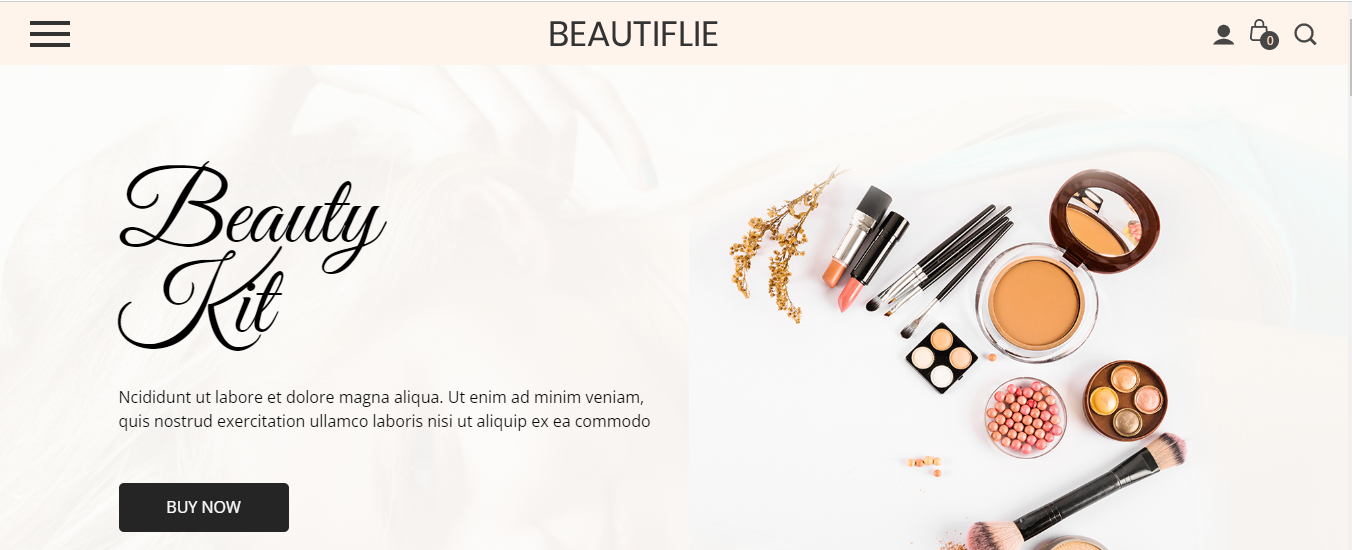 BEAUTIFLIE
0
Beauty
Kit
Ncididunt ut labore et dolore magna aliqua. Ut enim ad minim veniam,
quis nostrud exercitation ullamco laboris nisi ut aliquip ex ea commodo
BUY NOW